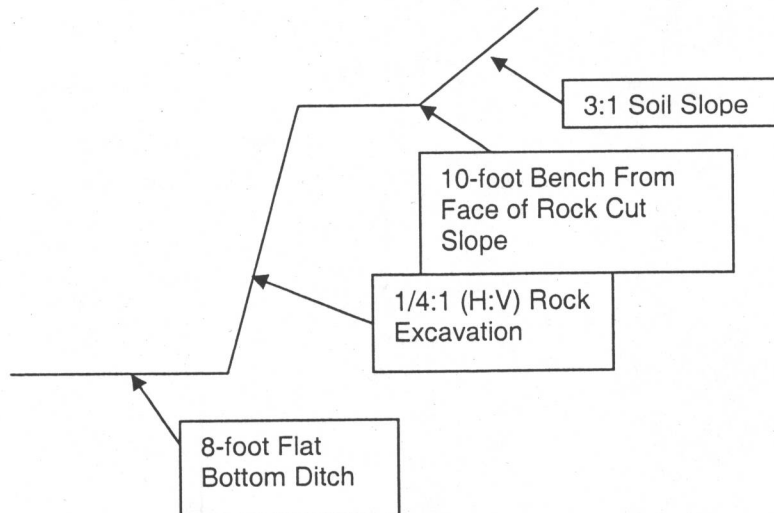 3:1 Soil Slope
10-foot Bench From
Face of Rock Cut
Slope
1/4:1 (H:V) Rock
Excavation
8-foot Flat
Bottom Ditch